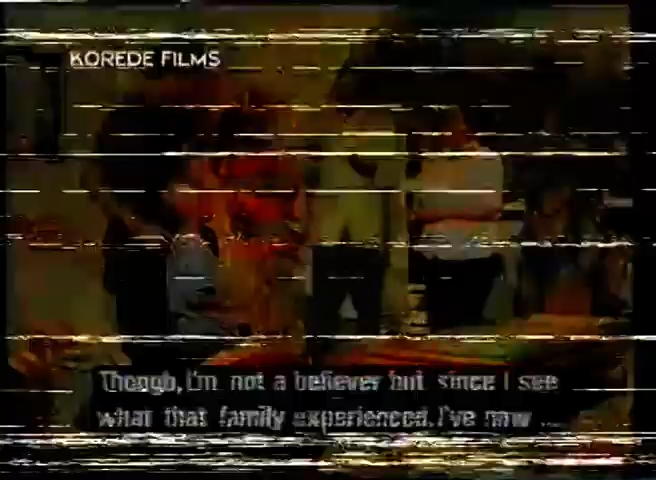 KOREDE FILMS
Though, I'm not a believer but since I see
what that family experienced. I've now ...